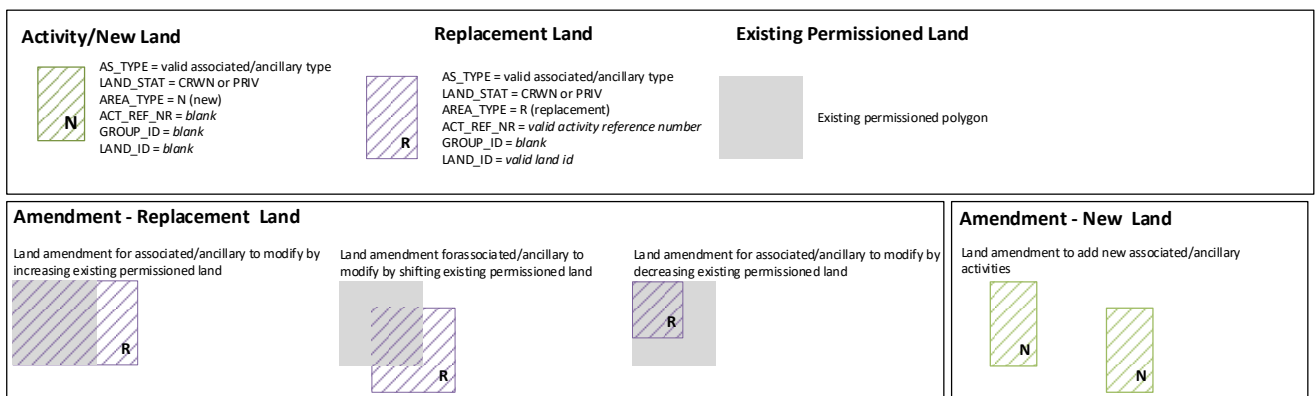 Activity/New Land
AS_TYPE = valid associated/ancillary type
LAND_STAT = CRWN or PRIV
AREA_TYPE = N (new)
ACT_REF_NR = blank
GROUP_ID = blank
LAND_ID = blank
N
Replacement Land
AS_TYPE = valid associated/ancillary type
LAND_STAT = CRWN or PRIV
AREA_TYPE = R (replacement)
ACT_REF_NR = valid activity reference number
GROUP_ID = blank
LAND_ID = valid land id
R
Existing Permissioned Land
Existing permissioned polygon
Amendment - Replacement Land
Land amendment for associated/ancillary to modify by
increasing existing permissioned land
R
Land amendment forassociated/ancillary to
modify by shifting existing permissioned land
R
Land amendment for associated/ancillary to modify by
decreasing existing permissioned land
R
Amendment - New Land
Land amendment to add new associated/ancillary
activities
N
N